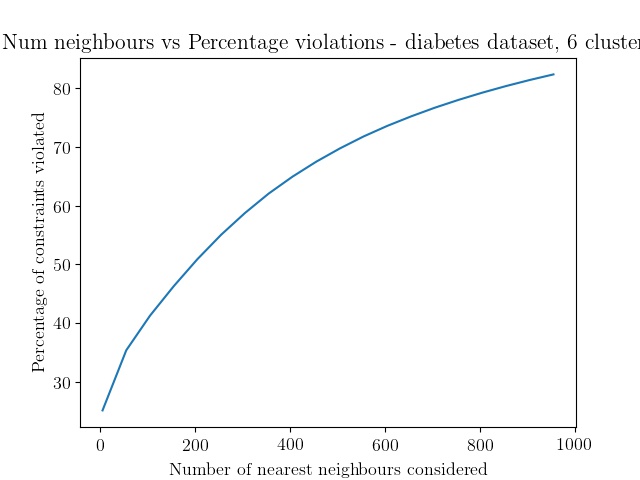 Num neighbours vs Percentage violations - diabetes dataset, 6 cluster
80
70
60
50
40
30
Percentage of constraints violated
0 200 400 600 800 1000
Number of nearest neighbours considered